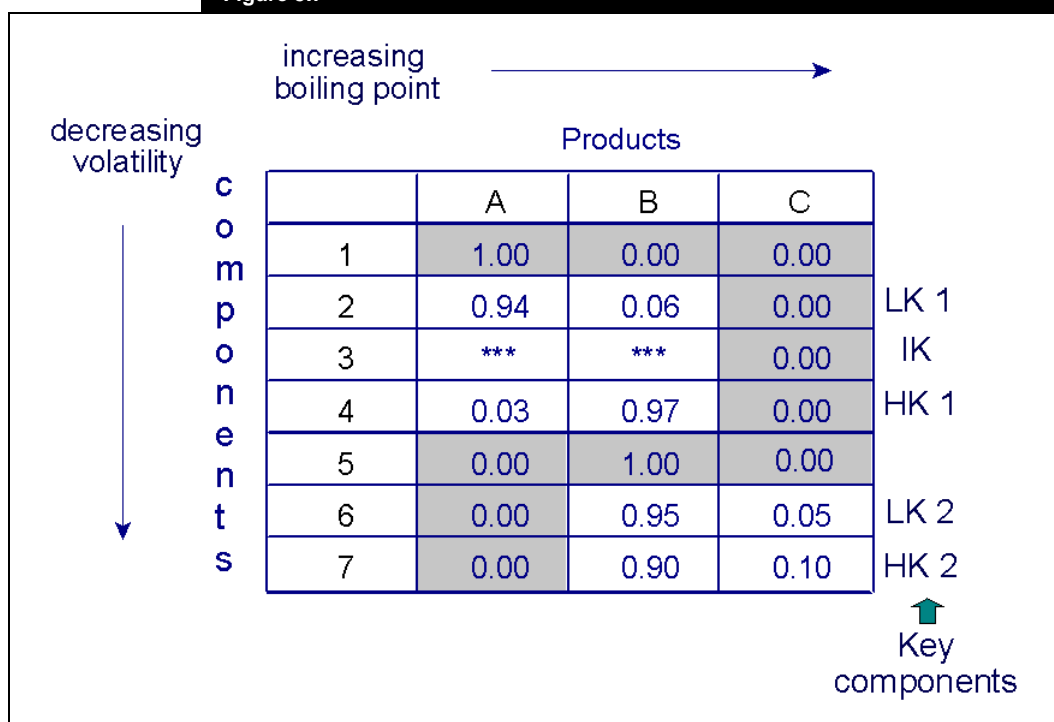 increasing
boiling point
decreasing
volatility
Products
components
A B C
1 1.00 0.00 0.00
2 0.94 0.06 0.00 LK 1
3 *** *** 0.00 IK
4 0.03 0.97 0.00 HK 1
5 0.00 1.00 0.00
6 0.00 0.95 0.05 LK 2
7 0.00 0.90 0.10 HK 2
Key
components